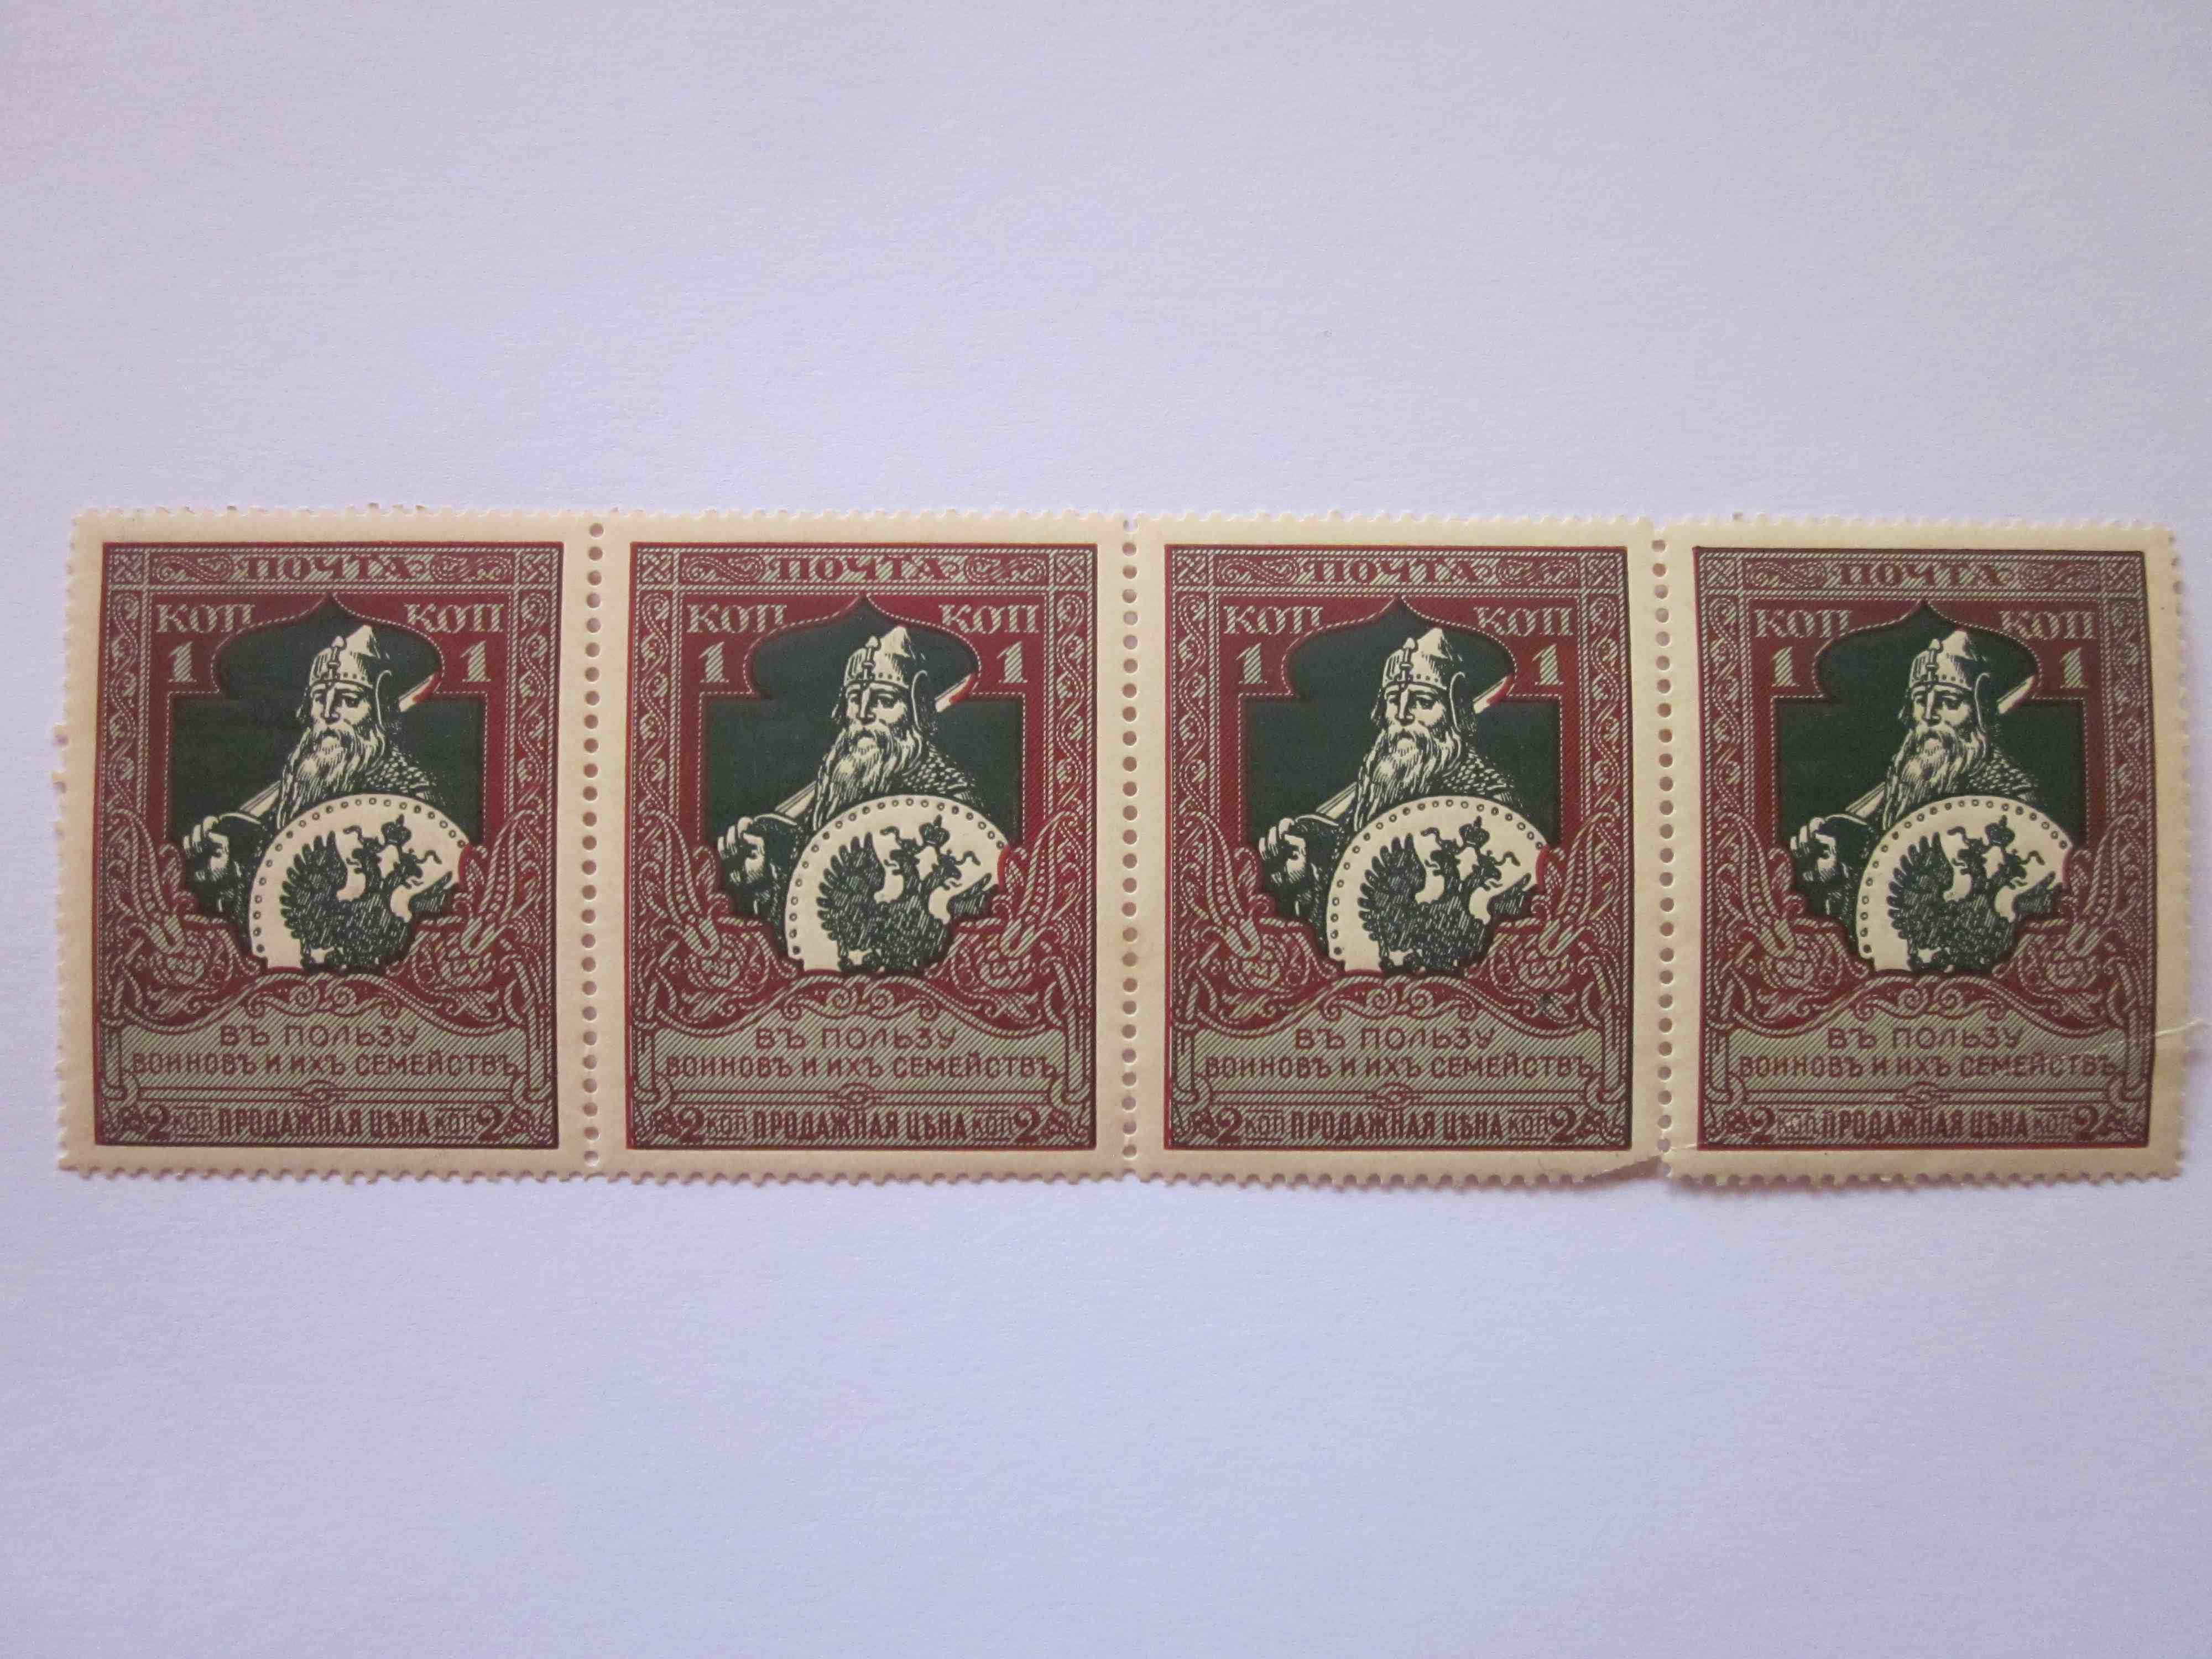 ПОЧТА
КОП КОП
1 1
ВЪ ПОЛЬЗУ
ВОИНОВЪ И ИХЪ СЕМЕЙСТВЪ
2 КОП ПРОДАЖНАЯ ЦѢНА КОП 2
ПОЧТА
КОП КОП
1 1
ВЪ ПОЛЬЗУ
ВОИНОВЪ И ИХЪ СЕМЕЙСТВЪ
2 КОП ПРОДАЖНАЯ ЦѢНА КОП 2
ПОЧТА
КОП КОП
1 1
ВЪ ПОЛЬЗУ
ВОИНОВЪ И ИХЪ СЕМЕЙСТВЪ
2 КОП ПРОДАЖНАЯ ЦѢНА КОП 2
ПОЧТА
КОП КОП
1 1
ВЪ ПОЛЬЗУ
ВОИНОВЪ И ИХЪ СЕМЕЙСТВЪ
2 КОП ПРОДАЖНАЯ ЦѢНА КОП 2